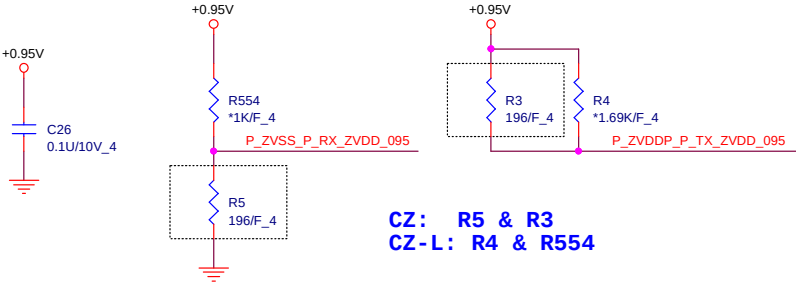 +0.95V
C26
0.1U/10V_4
+0.95V
R554
*1K/F_4
P_ZVSS_P_RX_ZVDD_095
R5
196/F_4
+0.95V
R3
196/F_4
R4
*1.69K/F_4
P_ZVDDP_P_TX_ZVDD_095
CZ:  R5 & R3
CZ-L: R4 & R554